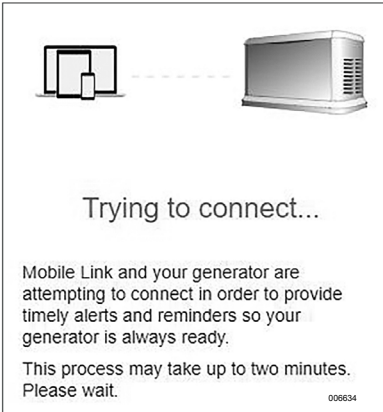 Trying to connect...
Mobile Link and your generator are
attempting to connect in order to provide
timely alerts and reminders so your
generator is always ready.
This process may take up to two minutes.
Please wait.
006634